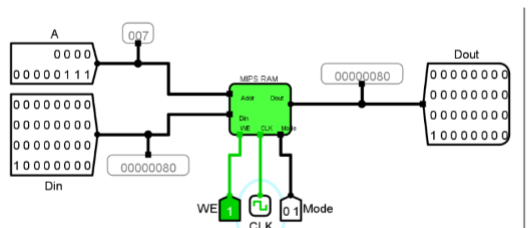 A
007
0000
00000111
MIPS RAM
Addr
Dout
Din
WE CLK Mode
00000000
00000000
00000000
10000000
Din
00000080
00000080
Dout
00000000
00000000
00000000
10000000
WE 1
CLK
01 Mode